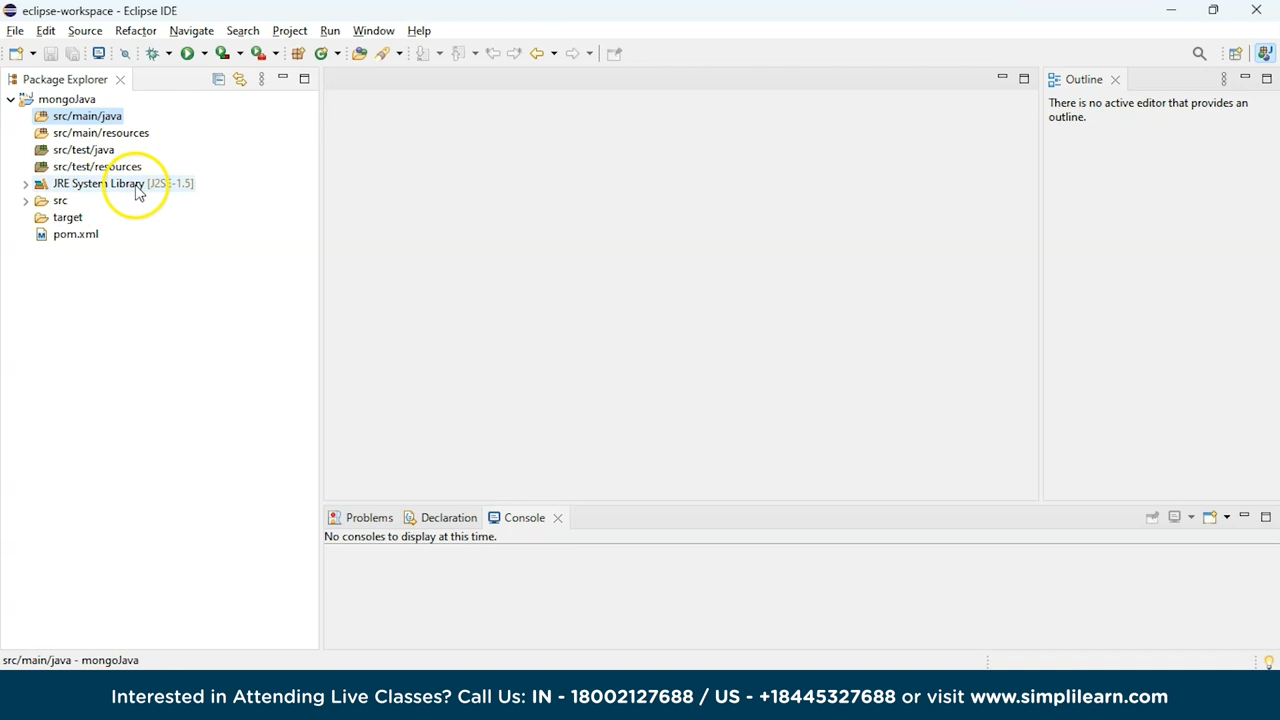 eclipse-workspace - Eclipse IDE
File Edit Source Refactor Navigate Search Project Run Window Help
Package Explorer
Outline
mongoJava
src/main/java
src/main/resources
src/test/java
src/test/resources
JRE System Library [J2SE-1.5]
src
target
pom.xml
There is no active editor that provides an
outline.
Problems Declaration Console
No consoles to display at this time.
src/main/java - mongoJava
Interested in Attending Live Classes? Call Us: IN - 18002127688 / US - +18445327688 or visit www.simplilearn.com